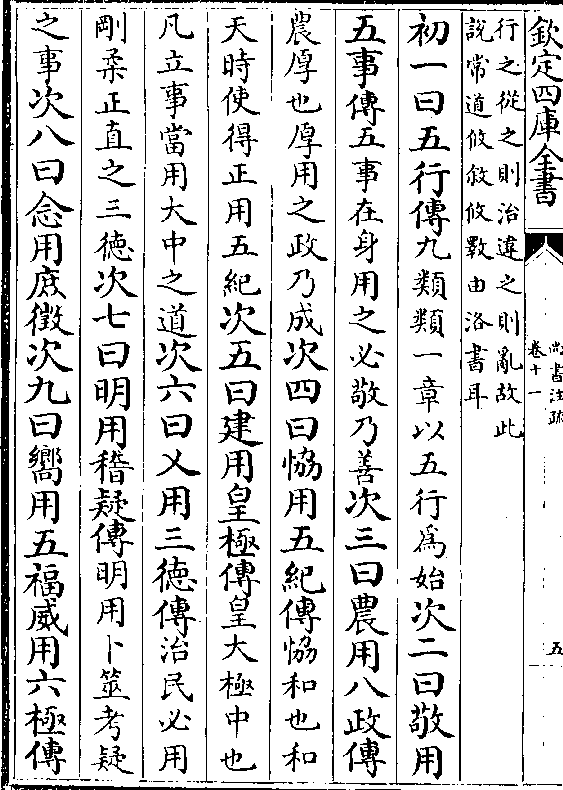 欽定四庫全書
尚書注疏
卷十一
五
行之從之則治違之則亂故此
說常道攸敘攸斁由洛書耳
初一曰五行傳九類類一章以五行爲始次二曰敬用
五事傳五事在身用之必敬乃善次三曰農用八政傳
農厚也厚用之政乃成次四曰恊用五紀傳恊和也和
天時使得正用五紀次五曰建用皇極傳皇大極中也
凡立事當用大中之道次六曰乂用三徳傳治民必用
剛柔正直之三徳次七曰明用稽疑傳明用卜筮考疑
之事次八曰念用庶徴次九曰嚮用五福威用六極傳